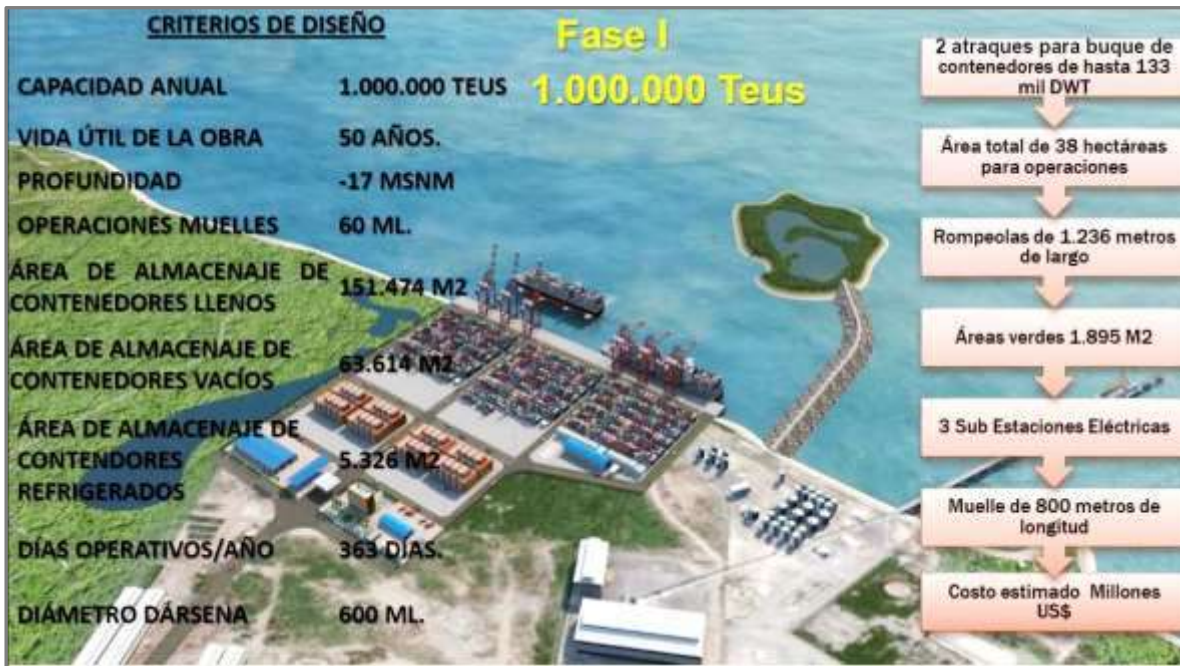 CRITERIOS DE DISEÑO
CAPACIDAD ANUAL 1.000.000 TEUS
VIDA ÚTIL DE LA OBRA 50 AÑOS.
PROFUNDIDAD -17 MSNM
OPERACIONES MUELLES 60 ML.
ÁREA DE ALMACENAJE DE
CONTENEDORES LLENOS 151.474 M2
ÁREA DE ALMACENAJE DE
CONTENEDORES VACÍOS 63.614 M2
ÁREA DE ALMACENAJE DE
CONTENDORES 5.326 M2
REFRIGERADOS
DÍAS OPERATIVOS/AÑO 363 DÍAS.
DIÁMETRO DÁRSENA 600 ML.
Fase I
1.000.000 Teus
2 atraques para buque de
contenedores de hasta 133
mil DWT
Área total de 38 hectáreas
para operaciones
Rompeolas de 1.236 metros
de largo
Áreas verdes 1.895 M2
3 Sub Estaciones Eléctricas
Muelle de 800 metros de
longitud
Costo estimado Millones
US$